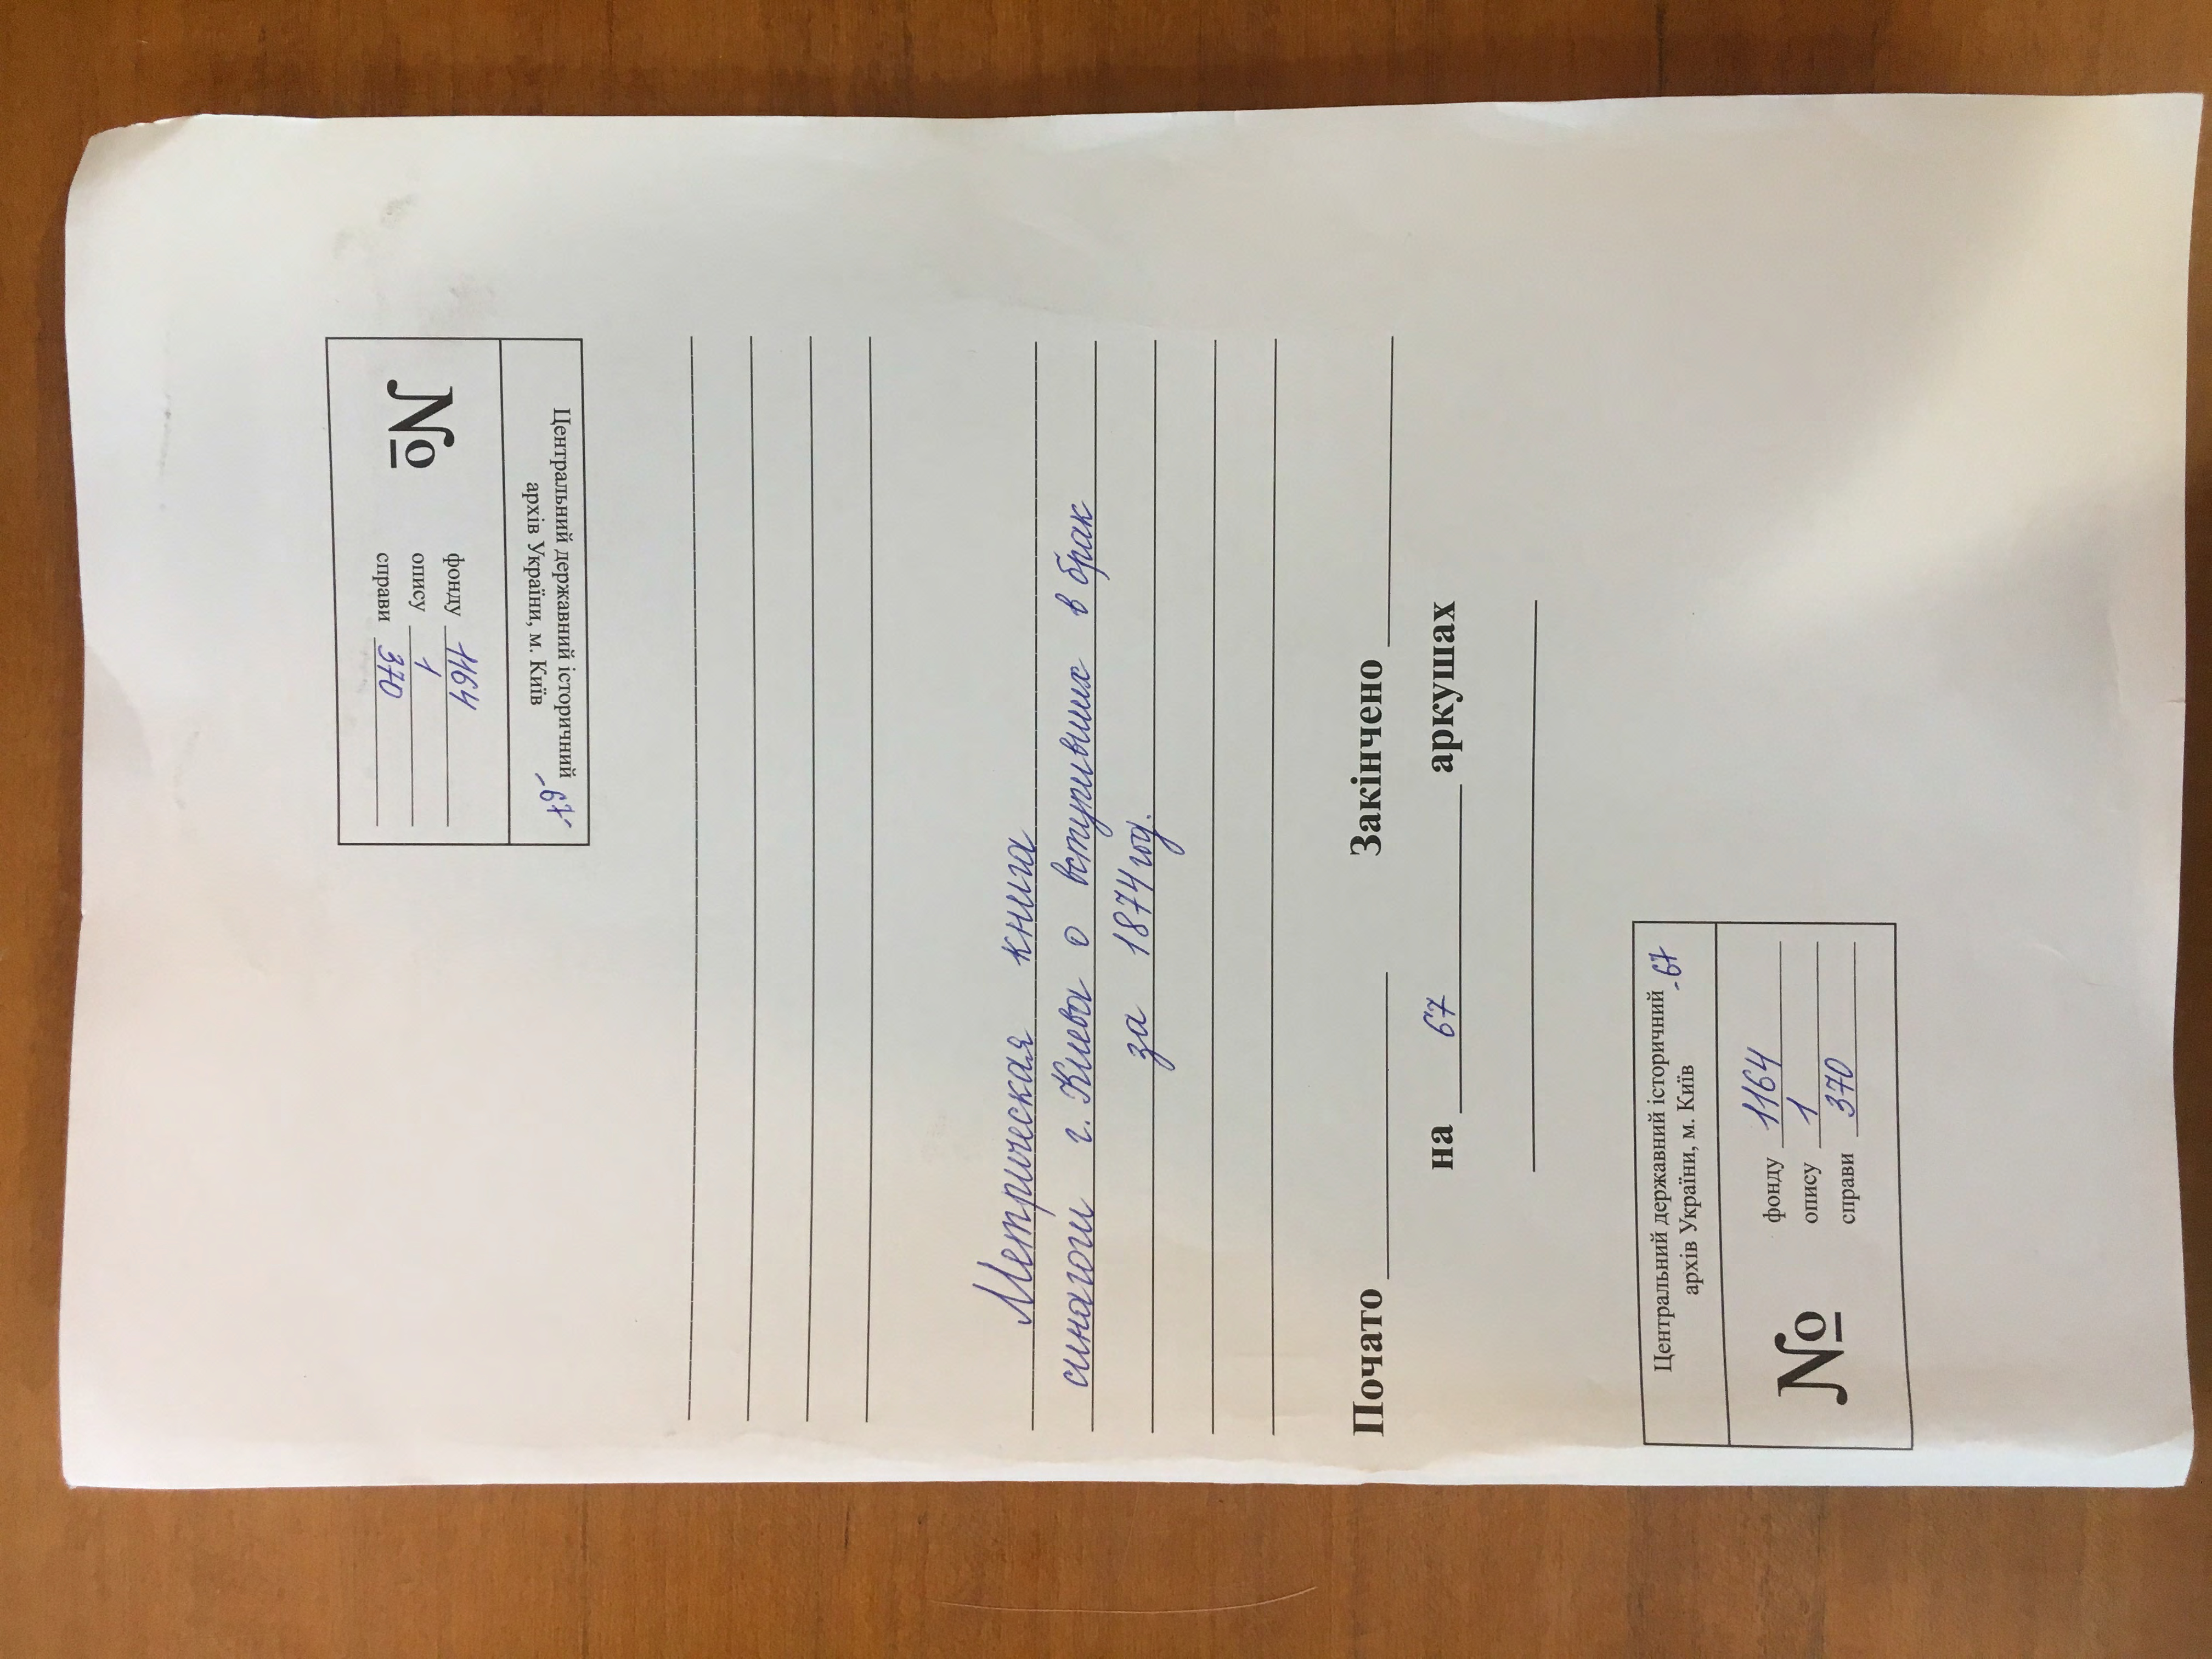 Центральний державний історичний
архів України, м. Київ -67
№
фонду 1164
опису 1
справи 370
Метрическая книга
синагоги г. Киева о вступивших в брак
за 1874 год.
Почато Закінчено
на 67 аркушах
Центральний державний історичний
архів України, м. Київ -67
№
фонду 1164
опису 1
справи 370